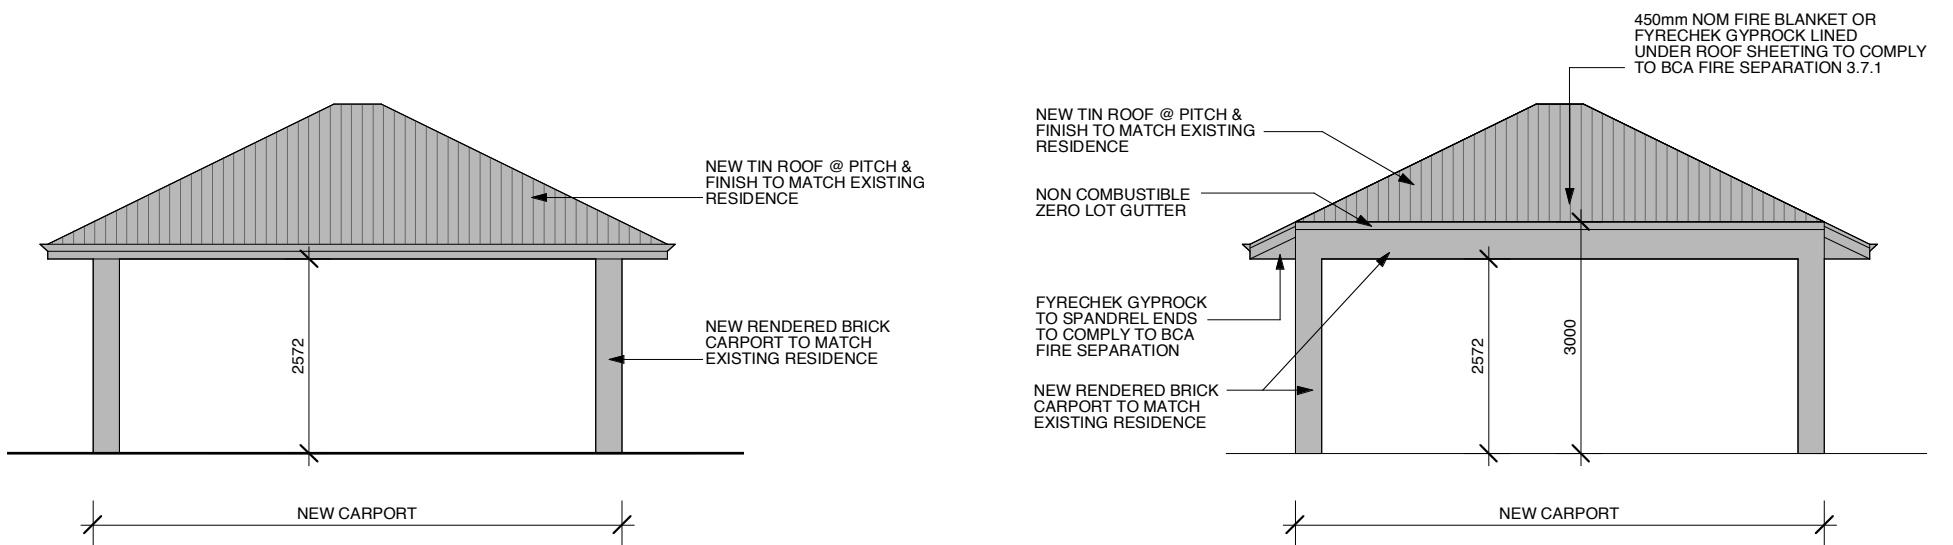 NEW TIN ROOF @ PITCH &
FINISH TO MATCH EXISTING
RESIDENCE
2572
NEW RENDERED BRICK
CARPORT TO MATCH
EXISTING RESIDENCE
NEW CARPORT
450mm NOM FIRE BLANKET OR
FYRECHEK GYPROCK LINED
UNDER ROOF SHEETING TO COMPLY
TO BCA FIRE SEPARATION 3.7.1
NEW TIN ROOF @ PITCH &
FINISH TO MATCH EXISTING
RESIDENCE
NON COMBUSTIBLE
ZERO LOT GUTTER
FYRECHEK GYPROCK
TO SPANDREL ENDS
TO COMPLY TO BCA
FIRE SEPARATION
2572
3000
NEW RENDERED BRICK
CARPORT TO MATCH
EXISTING RESIDENCE
NEW CARPORT